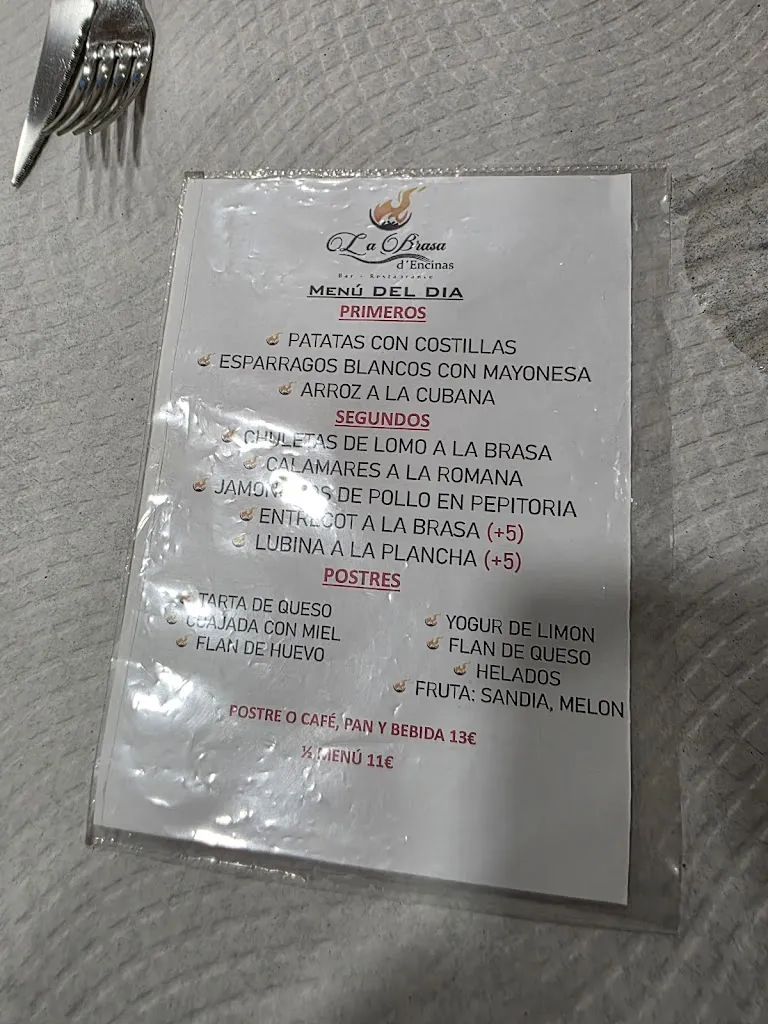 La Brasa
d'Encinas
Bar - Restaurante
MENÚ DEL DIA
PRIMEROS
PATATAS CON COSTILLAS
ESPARRAGOS BLANCOS CON MAYONESA
ARROZ A LA CUBANA
SEGUNDOS
CHULETAS DE LOMO A LA BRASA
CALAMARES A LA ROMANA
DE POLLO EN PEPITORIA
ENTRECOT A LA BRASA (+5)
LUBINA A LA PLANCHA (+5)
POSTRES
TARTA DE QUESO
CUAJADA CON MIEL
FLAN DE HUEVO
YOGUR DE LIMON
FLAN DE QUESO
HELADOS
FRUTA: SANDIA, MELON
POSTRE O CAFÉ, PAN Y BEBIDA 13€
½ MENÚ 11€